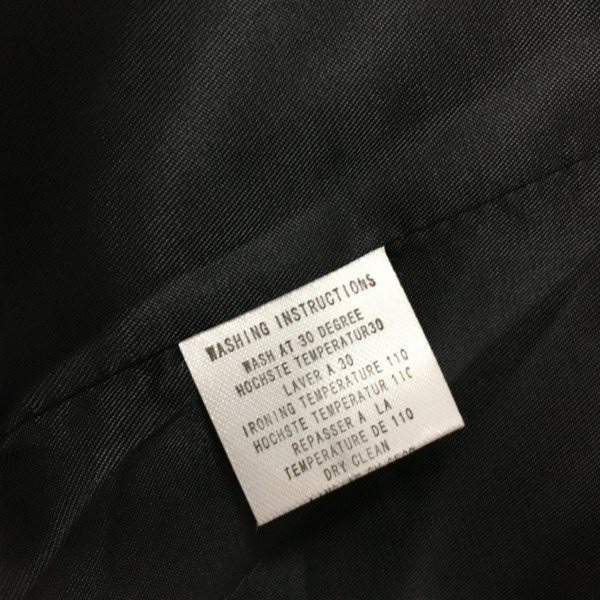 WASHING INSTRUCTIONS
WASH AT 30 DEGREE
HOCHSTE TEMPERATUR30
LAVER A 30
IRONING TEMPERATURE 110
HOCHSTE TEMPERATUR 110
REPASSER A LA
TEMPERATURE DE 110
DRY CLEAN